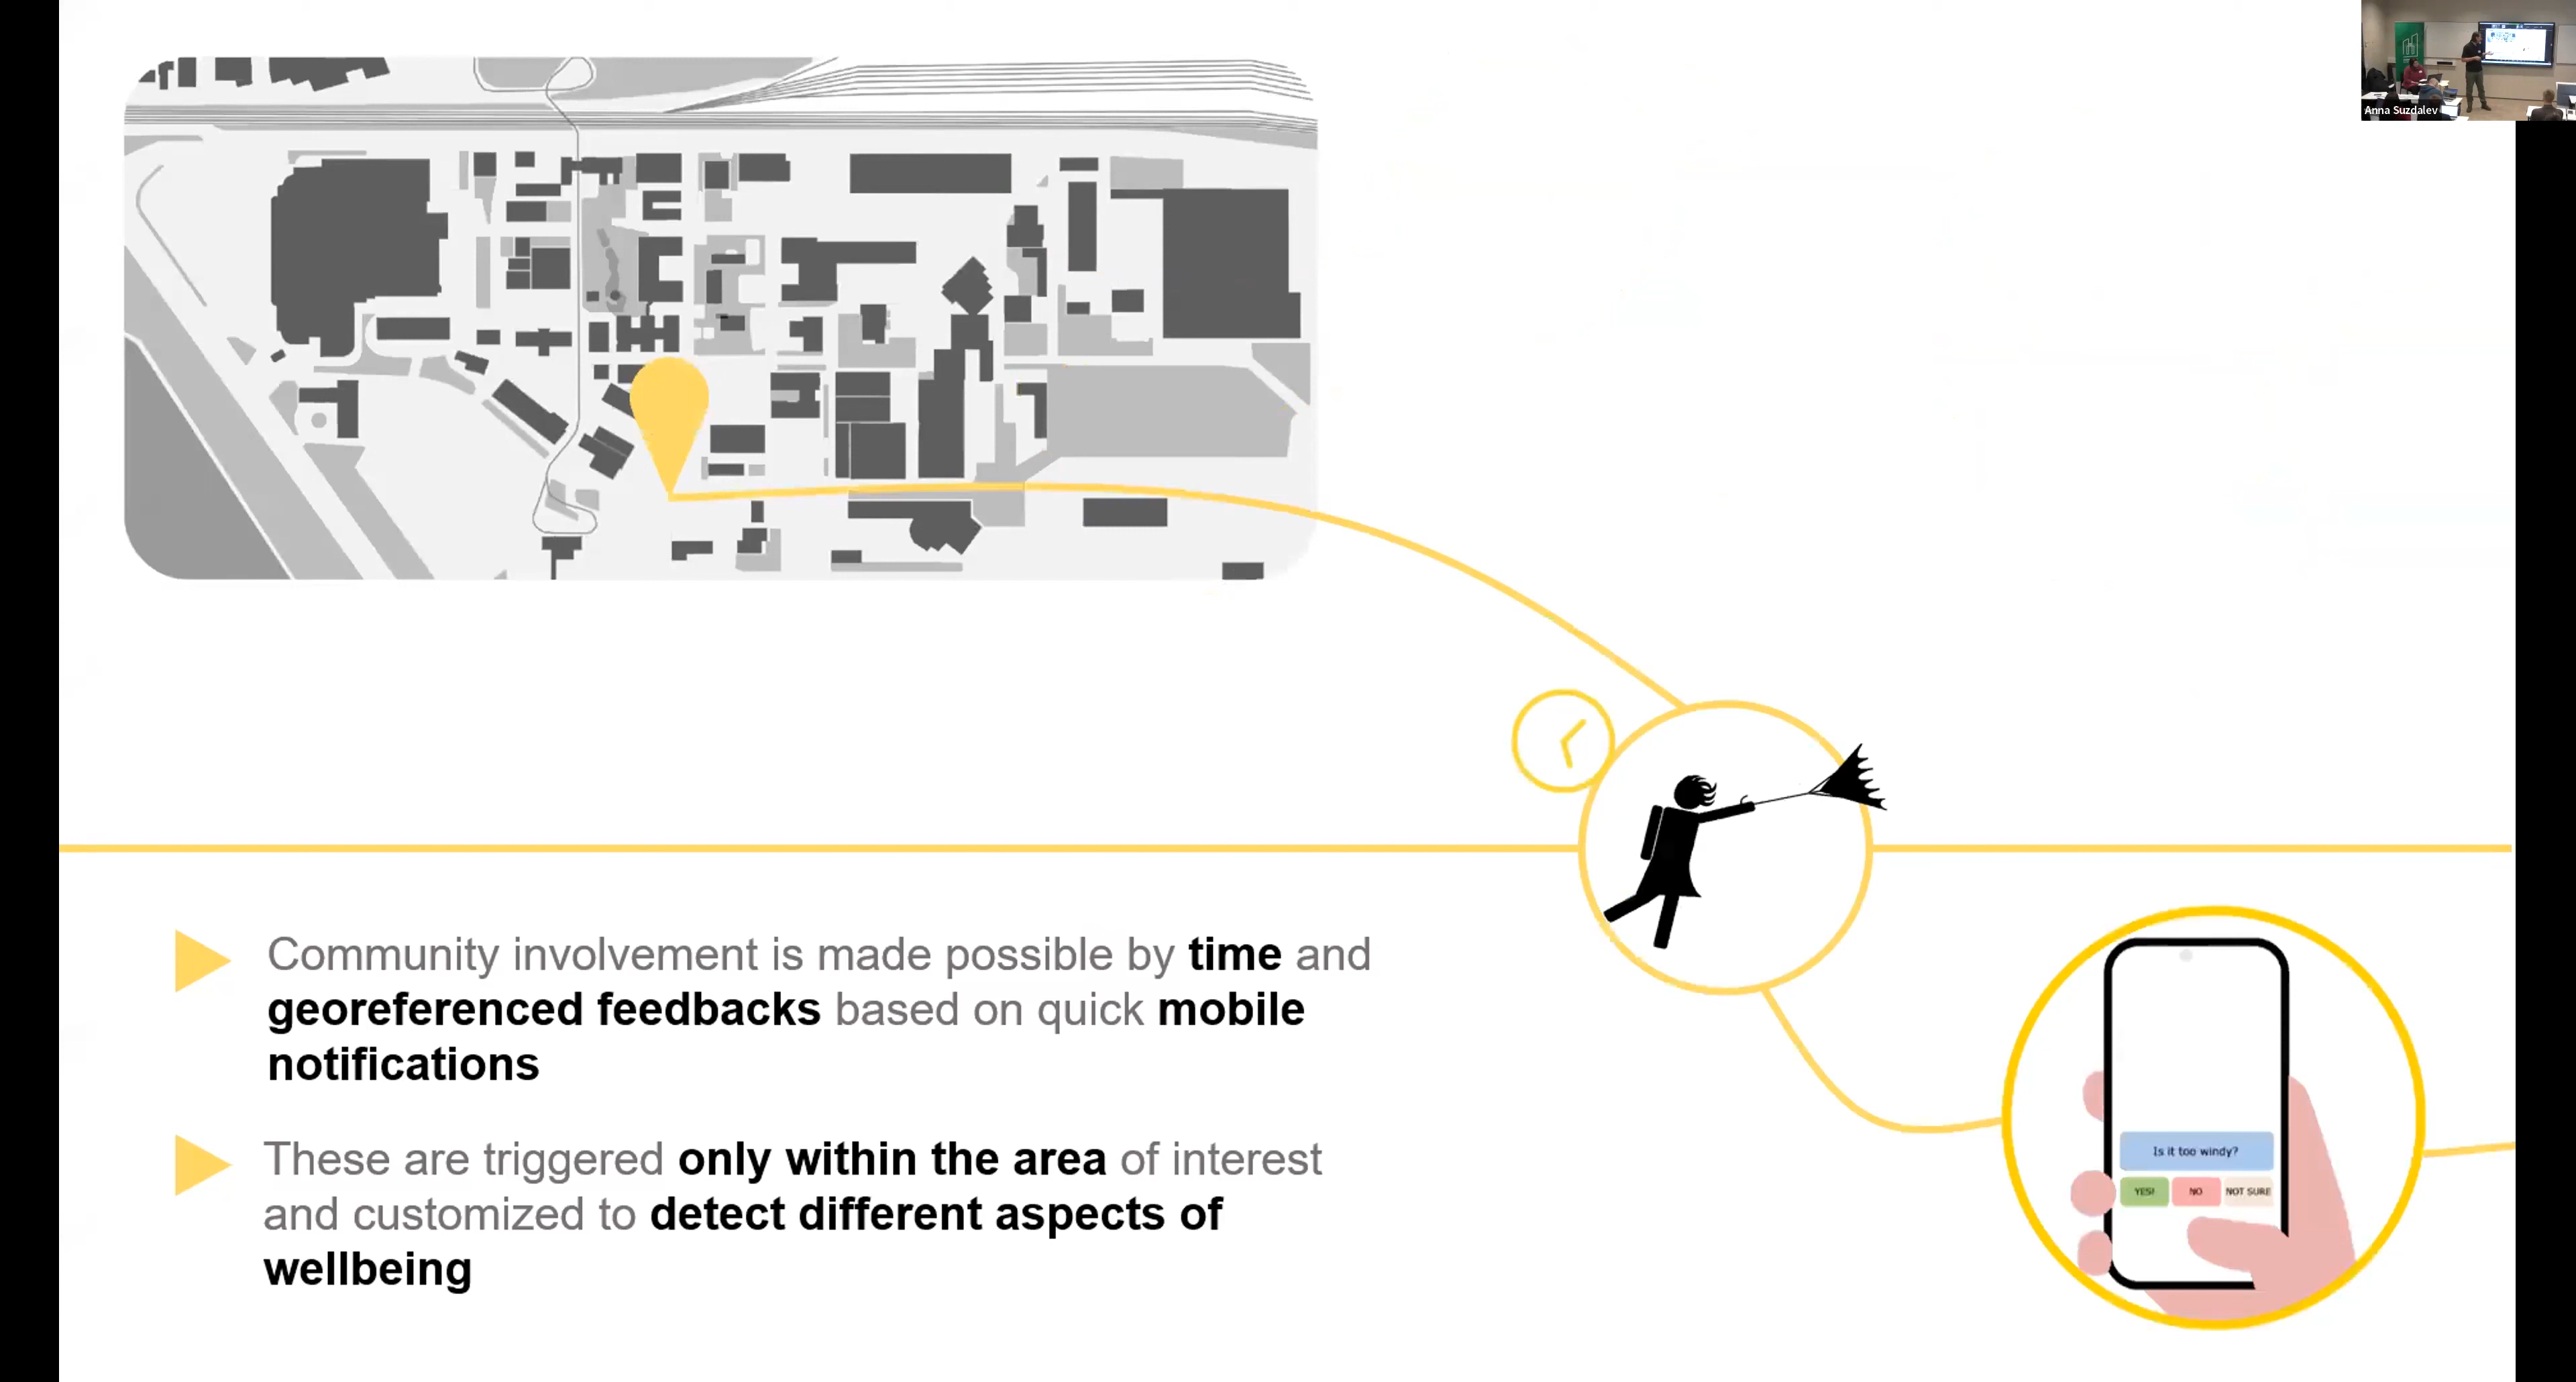 Anna Suzdalev
Community involvement is made possible by time and
georeferenced feedbacks based on quick mobile
notifications
These are triggered only within the area of interest
and customized to detect different aspects of
wellbeing
Is it too windy?
YES! NO NOT SURE